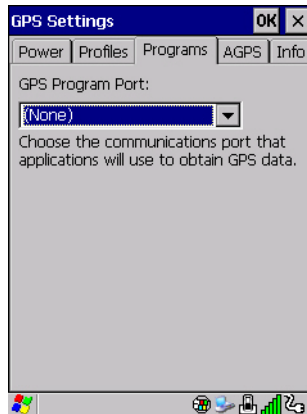 GPS Settings OK ×
Power Profiles Programs AGPS Info
GPS Program Port:
(None)
Choose the communications port that
applications will use to obtain GPS data.